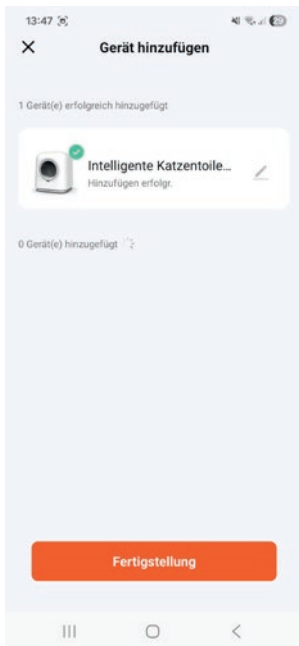 13:47
Gerät hinzufügen
1 Gerät(e) erfolgreich hinzugefügt
Intelligente Katzentoile...
Hinzufügen erfolgr.
0 Gerät(e) hinzugefügt
Fertigstellung